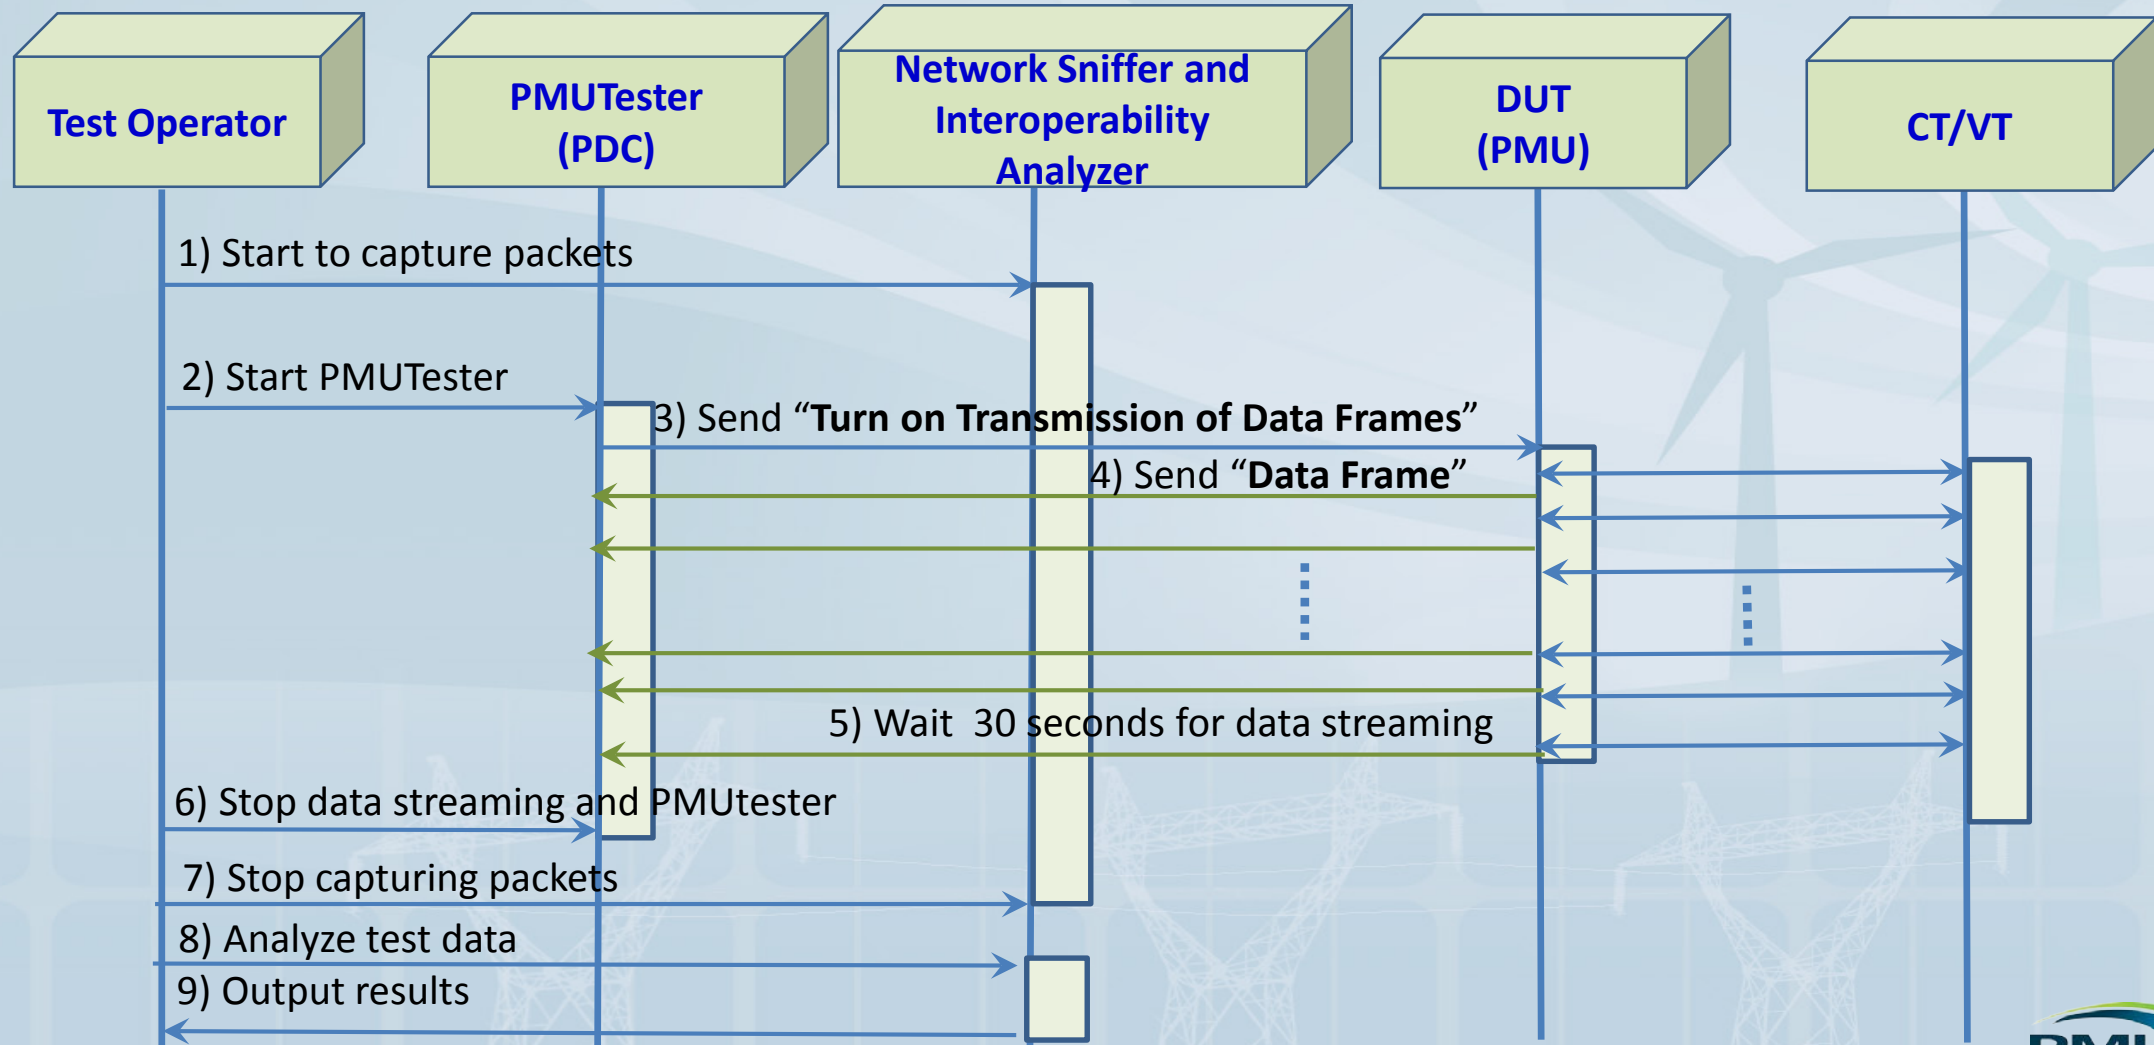 Test Operator
PMUTester
(PDC)
Network Sniffer and
Interoperability
Analyzer
DUT
(PMU)
CT/VT
1) Start to capture packets
2) Start PMUTester
3) Send “Turn on Transmission of Data Frames”
4) Send “Data Frame”
5) Wait  30 seconds for data streaming
6) Stop data streaming and PMUtester
7) Stop capturing packets
8) Analyze test data
9) Output results